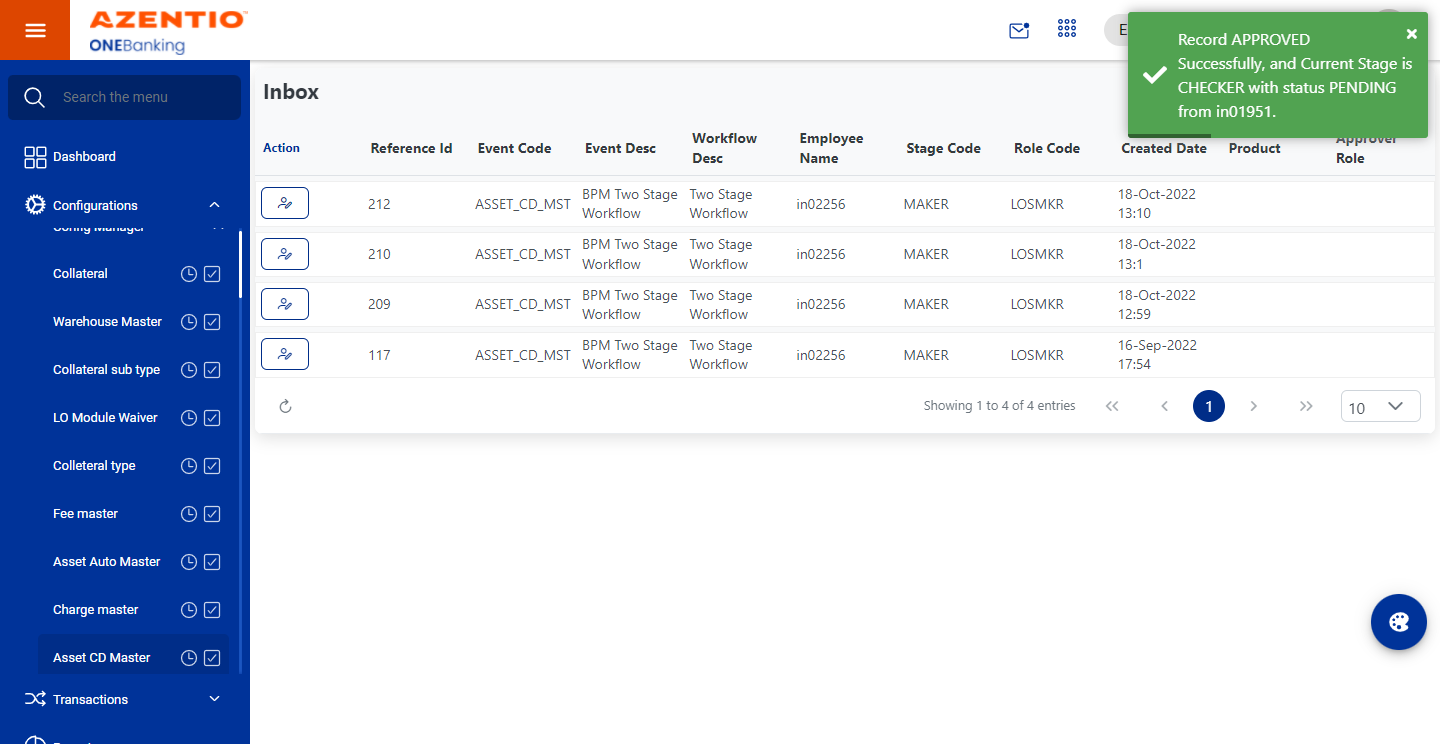 AZENTIO
ONEBanking
E
Record APPROVED
Successfully, and Current Stage is
CHECKER with status PENDING
from in01951.
Search the menu
Dashboard
Configurations
Config Manager
Collateral
Warehouse Master
Collateral sub type
LO Module Waiver
Colleteral type
Fee master
Asset Auto Master
Charge master
Asset CD Master
Transactions
Inbox
Action Reference Id Event Code Event Desc Workflow Desc Employee Name Stage Code Role Code Created Date Product Approver Role
212 ASSET_CD_MST BPM Two Stage Workflow Two Stage Workflow in02256 MAKER LOSMKR 18-Oct-2022 13:10
210 ASSET_CD_MST BPM Two Stage Workflow Two Stage Workflow in02256 MAKER LOSMKR 18-Oct-2022 13:1
209 ASSET_CD_MST BPM Two Stage Workflow Two Stage Workflow in02256 MAKER LOSMKR 18-Oct-2022 12:59
117 ASSET_CD_MST BPM Two Stage Workflow Two Stage Workflow in02256 MAKER LOSMKR 16-Sep-2022 17:54
Showing 1 to 4 of 4 entries 1 10